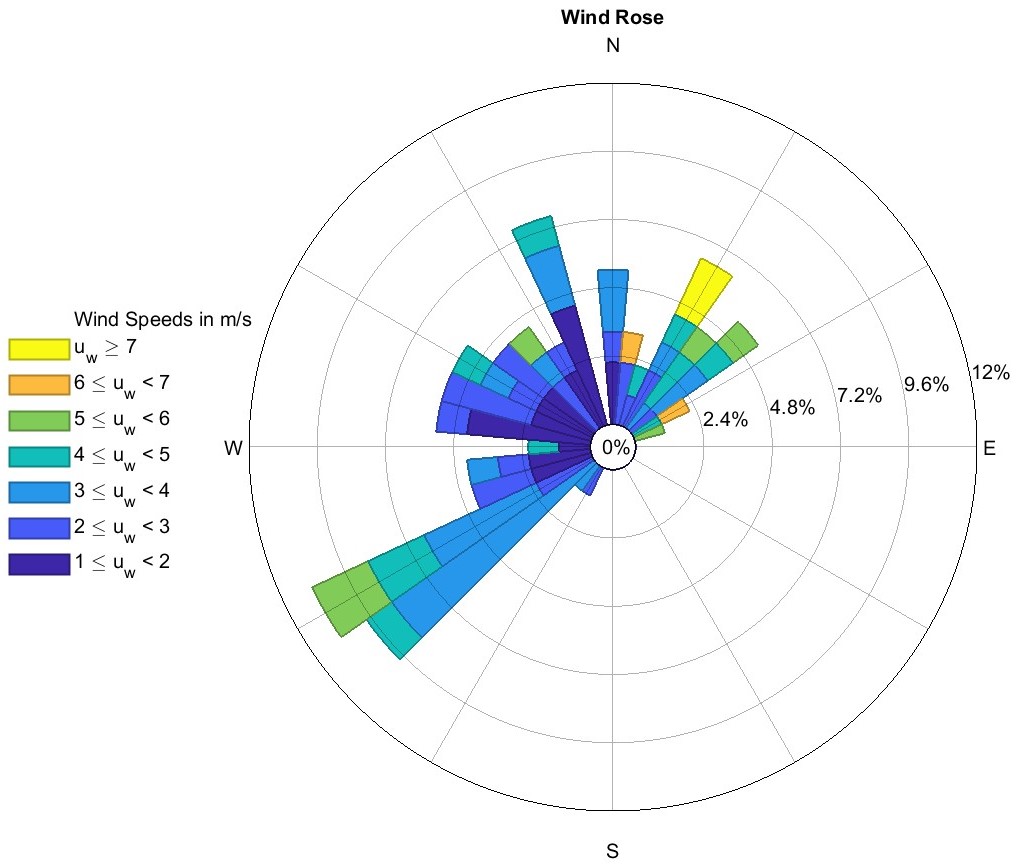 Wind Rose
N
Wind Speeds in m/s
u_w ≥ 7
6 ≤ u_w < 7
5 ≤ u_w < 6
4 ≤ u_w < 5
3 ≤ u_w < 4
2 ≤ u_w < 3
1 ≤ u_w < 2
W
0%
2.4%
4.8%
7.2%
9.6%
12%
E
S